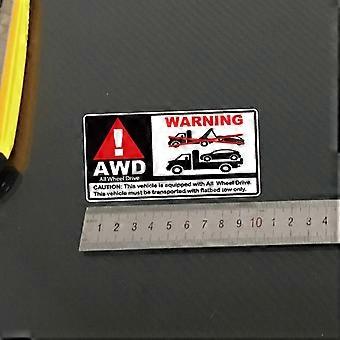 WARNING
AWD
All Wheel Drive
CAUTION: This vehicle is equipped with All Wheel Drive.
This vehicle must be transported with flatbed tow only.
1 2 3 4 5 6 7 8 9 10 1 2 3 4